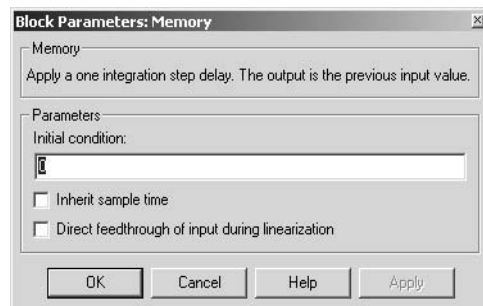 Block Parameters: Memory
Memory
Apply a one integration step delay. The output is the previous input value.
Parameters
Initial condition:
0
Inherit sample time
Direct feedthrough of input during linearization
OK Cancel Help Apply